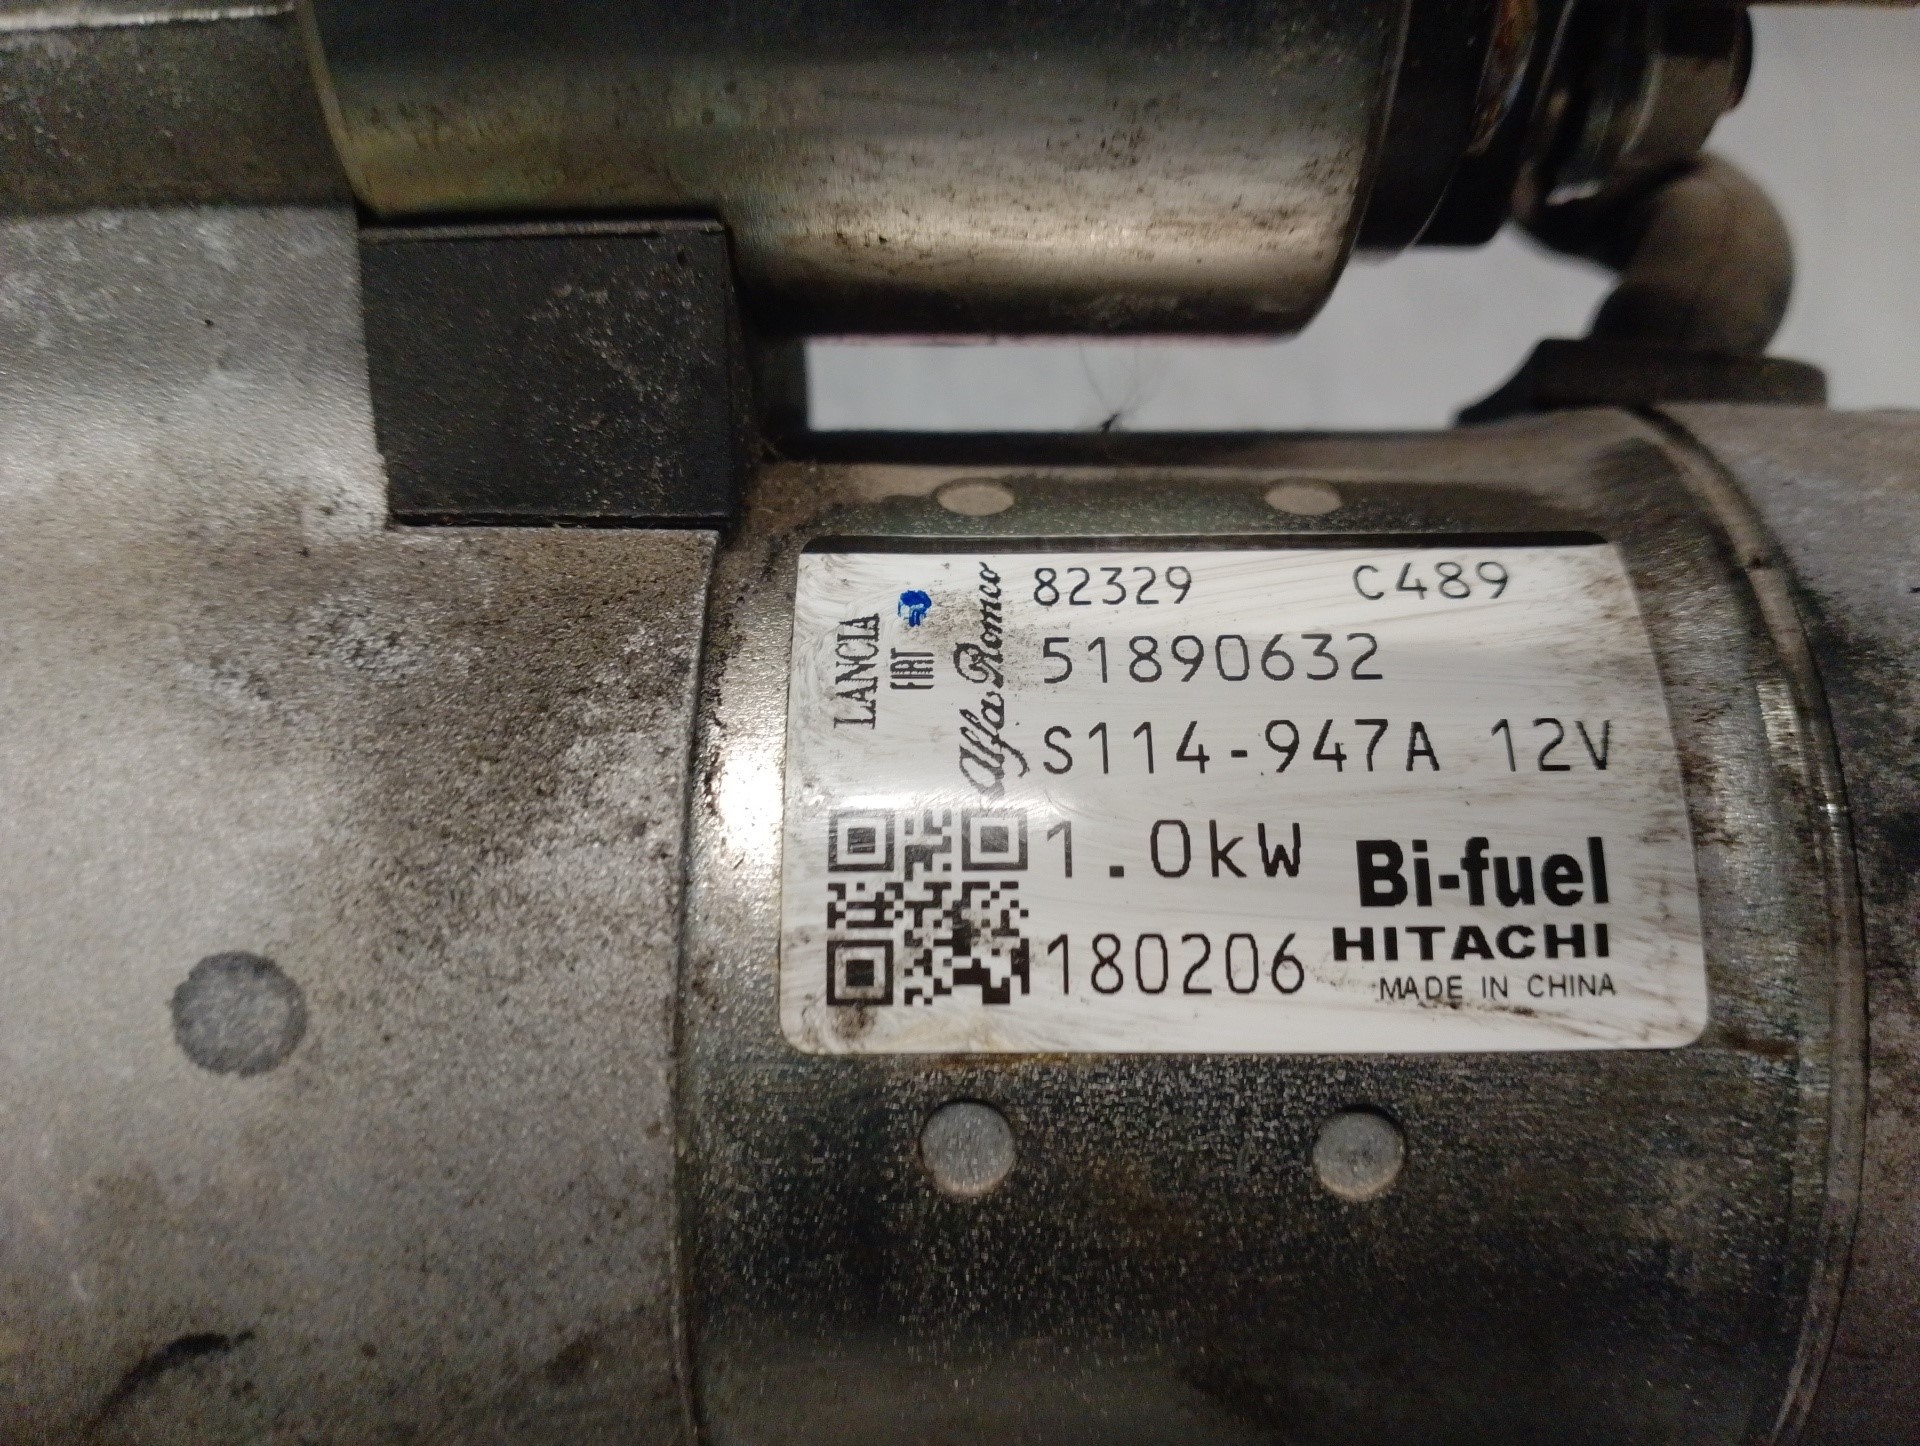 82329 C489
51890632
S114-947A 12V
1.0kW Bi-fuel
HITACHI
180206
MADE IN CHINA
LANCIA
FIAT
Alfa Romeo